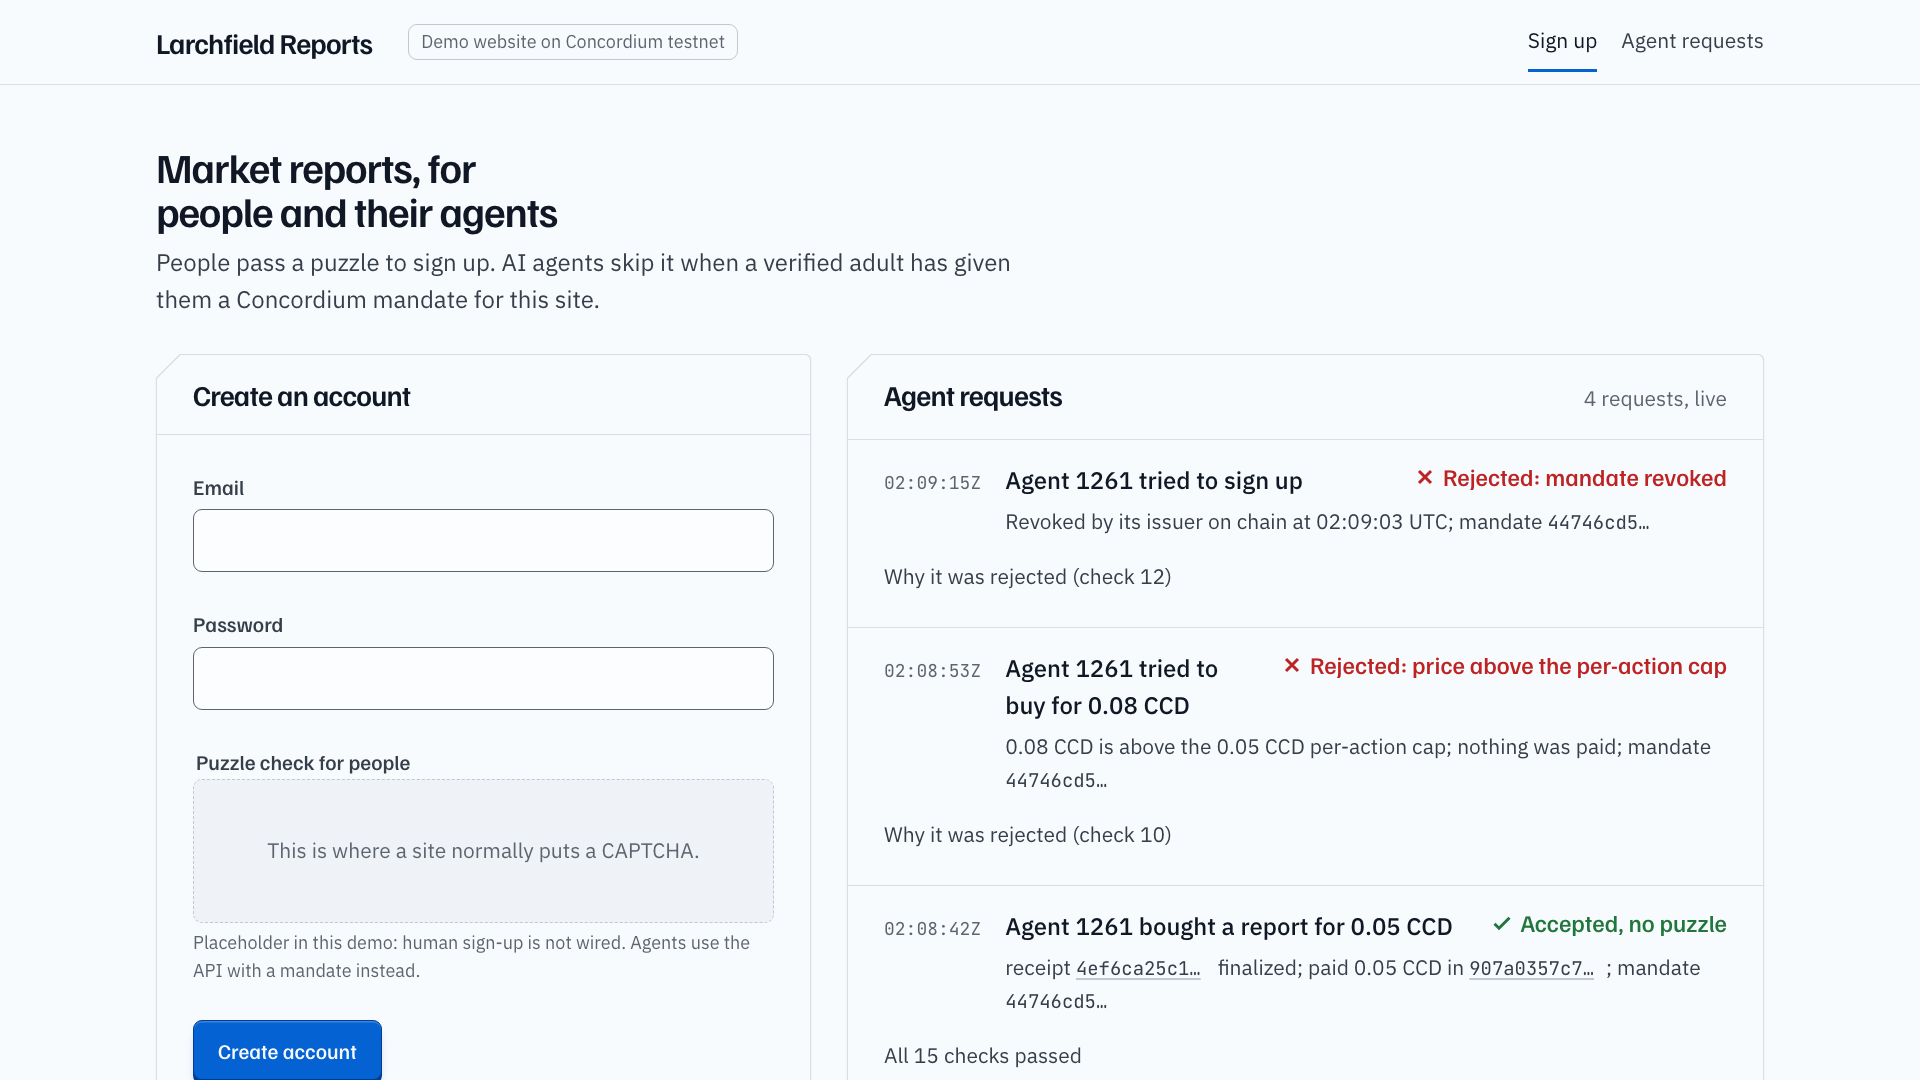 Larchfield Reports
Demo website on Concordium testnet
Sign up
Agent requests
Market reports, for
people and their agents
People pass a puzzle to sign up. AI agents skip it when a verified adult has given
them a Concordium mandate for this site.
Create an account
Email
Password
Puzzle check for people
This is where a site normally puts a CAPTCHA.
Placeholder in this demo: human sign-up is not wired. Agents use the
API with a mandate instead.
Create account
Agent requests
4 requests, live
02:09:15Z
Agent 1261 tried to sign up
✕ Rejected: mandate revoked
Revoked by its issuer on chain at 02:09:03 UTC; mandate 44746cd5…
Why it was rejected (check 12)
02:08:53Z
Agent 1261 tried to
buy for 0.08 CCD
✕ Rejected: price above the per-action cap
0.08 CCD is above the 0.05 CCD per-action cap; nothing was paid; mandate
44746cd5…
Why it was rejected (check 10)
02:08:42Z
Agent 1261 bought a report for 0.05 CCD
✓ Accepted, no puzzle
receipt 4ef6ca25c1… finalized; paid 0.05 CCD in 907a0357c7… ; mandate
44746cd5…
All 15 checks passed